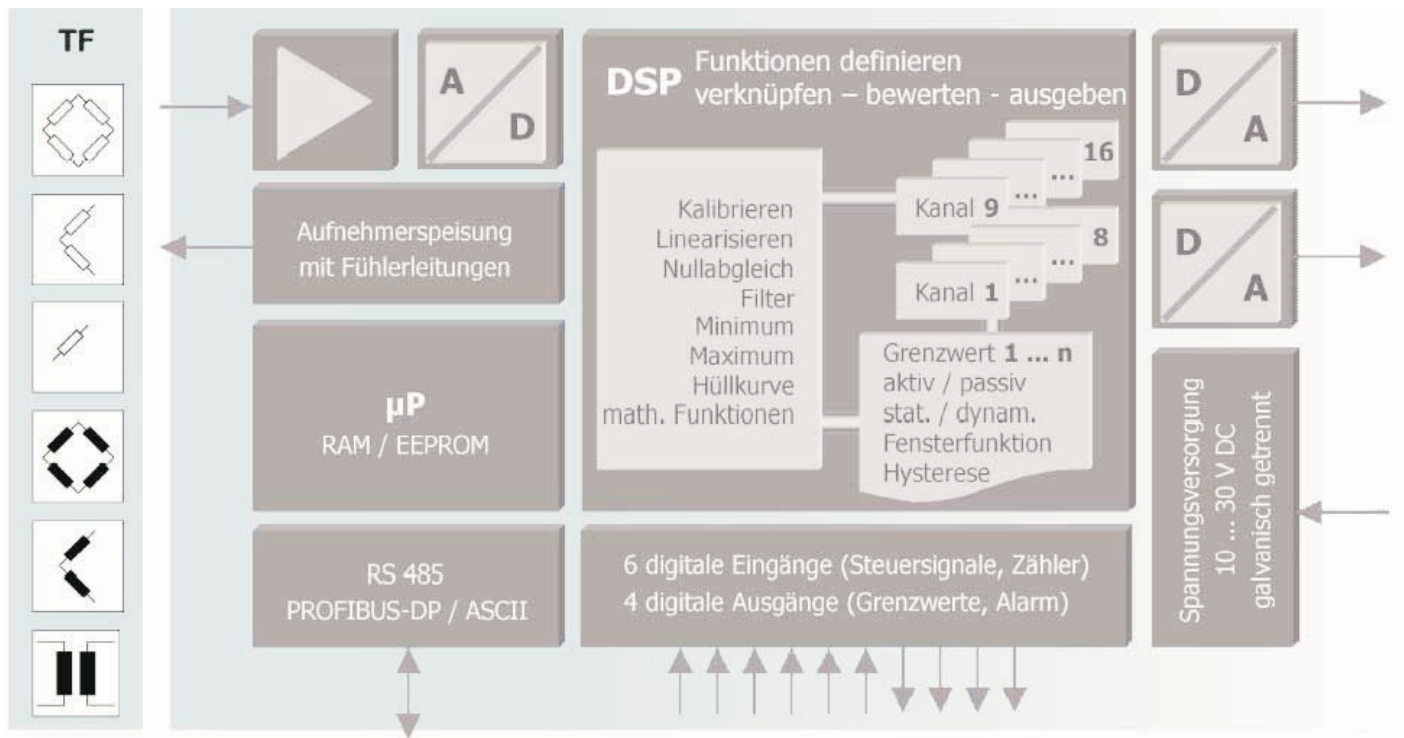 TF
A
D
Aufnehmerspeisung
mit Fühlerleitungen
µP
RAM / EEPROM
RS 485
PROFIBUS-DP / ASCII
DSP
Funktionen definieren
verknüpfen – bewerten - ausgeben
Kalibrieren
Linearisieren
Nullabgleich
Filter
Minimum
Maximum
Hüllkurve
math. Funktionen
16
...
...
Kanal 9
8
...
...
Kanal 1
Grenzwert 1 ... n
aktiv / passiv
stat. / dynam.
Fensterfunktion
Hysterese
6 digitale Eingänge (Steuersignale, Zähler)
4 digitale Ausgänge (Grenzwerte, Alarm)
D
A
D
A
Spannungsversorgung
10 ... 30 V DC
galvanisch getrennt